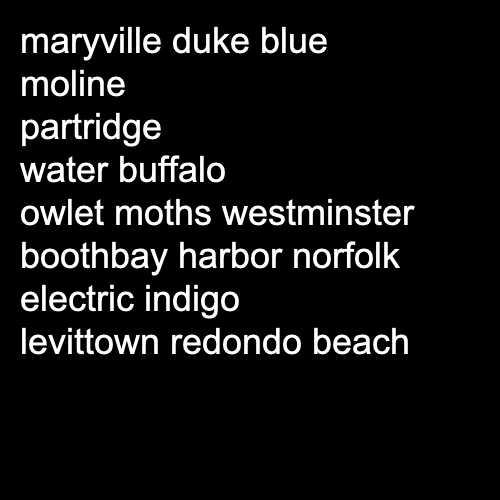 maryville duke blue
moline
partridge
water buffalo
owlet moths westminster
boothbay harbor norfolk
electric indigo
levittown redondo beach